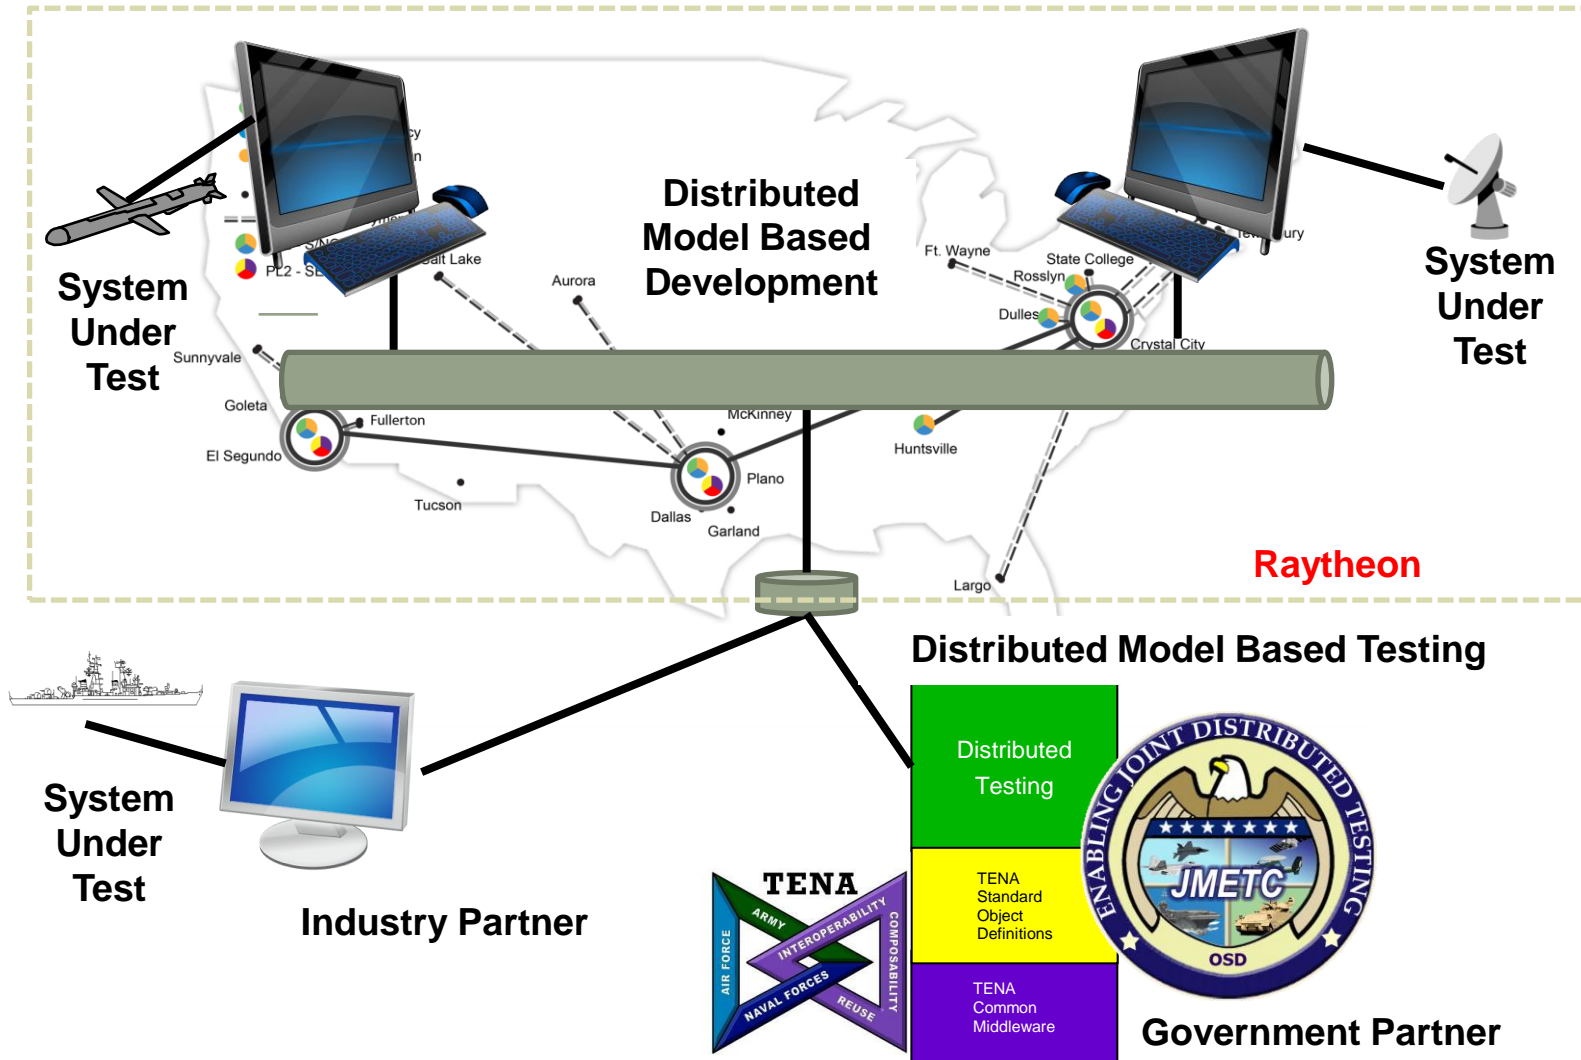 Distributed
Model Based
Development
System
Under
Test
System
Under
Test
PL2 -
Salt Lake
Aurora
Ft. Wayne
State College
Rosslyn
Dulles
Crystal City
Sunnyvale
Goleta
Fullerton
El Segundo
McKinney
Huntsville
Plano
Tucson
Dallas
Garland
Largo
Raytheon
Distributed Model Based Testing
System
Under
Test
Industry Partner
Distributed
Testing
TENA
Standard
Object
Definitions
TENA
Common
Middleware
TENA
ARMY
AIR FORCE
NAVAL FORCES
INTEROPERABILITY
COMPOSABILITY
REUSE
ENABLING JOINT DISTRIBUTED TESTING
JMETC
OSD
Government Partner